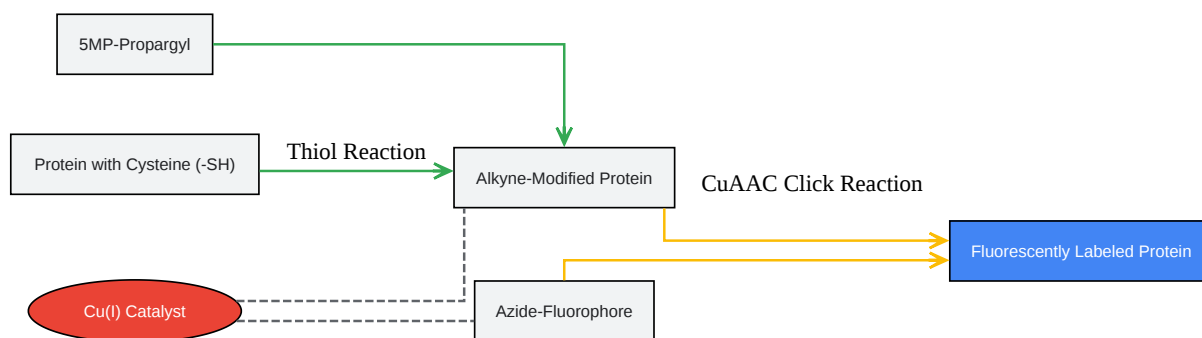 5MP-Propargyl
Protein with Cysteine (-SH)
Thiol Reaction
Alkyne-Modified Protein
CuAAC Click Reaction
Fluorescently Labeled Protein
Cu(I) Catalyst
Azide-Fluorophore